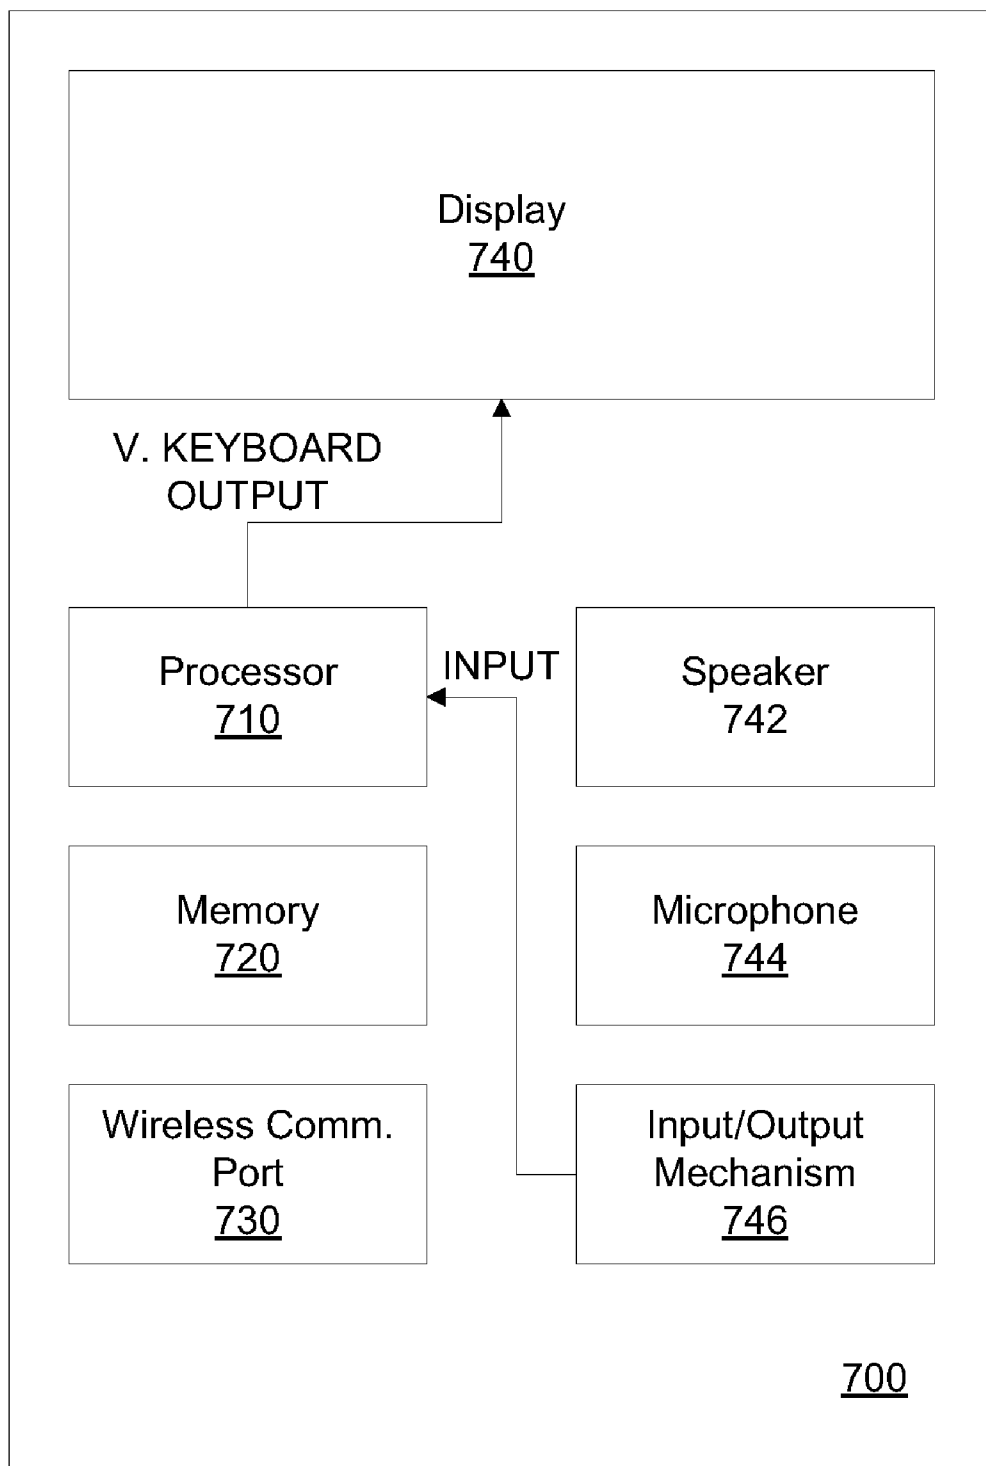 Display
740
V. KEYBOARD
OUTPUT
Processor
710
INPUT
Speaker
742
Memory
720
Microphone
744
Wireless Comm.
Port
730
Input/Output
Mechanism
746
700